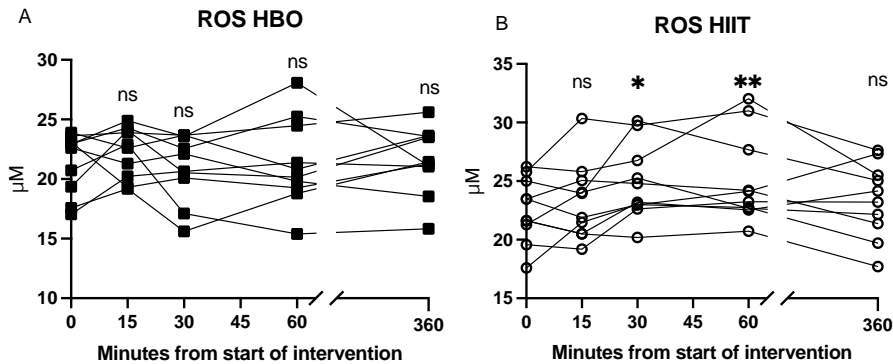 A
ROS HBO
30
25
20
15
10
µM
ns
ns
ns
ns
0
15
30
45
60
360
Minutes from start of intervention
B
ROS HIIT
35
30
25
20
15
µM
ns
*
**
ns
0
15
30
45
60
360
Minutes from start of intervention